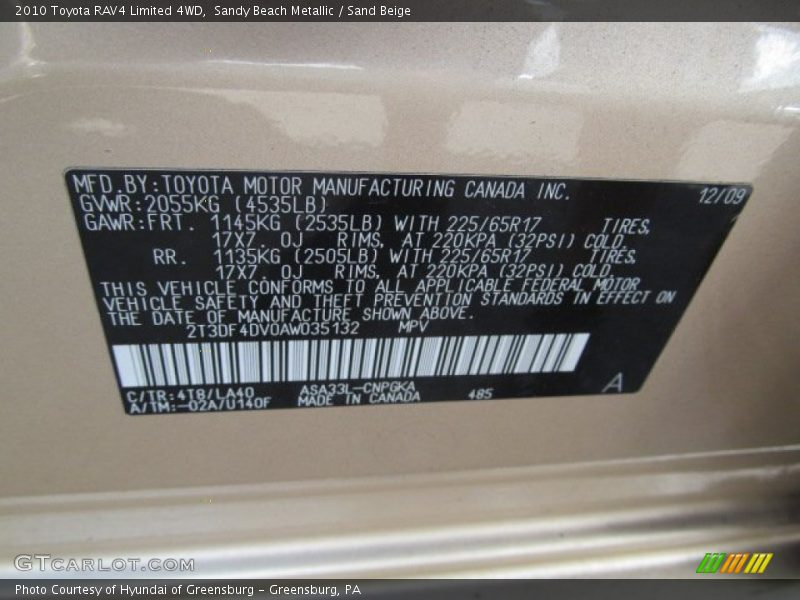 2010 Toyota RAV4 Limited 4WD, Sandy Beach Metallic / Sand Beige
MFD.BY:TOYOTA MOTOR MANUFACTURING CANADA INC. 12/09
GVWR:2055KG (4535LB)
GAWR:FRT. 1145KG (2535LB) WITH 225/65R17 TIRES,
17X7. 0J RIMS, AT 220KPA (32PSI) COLD.
RR. 1135KG (2505LB) WITH 225/65R17 TIRES,
17X7. 0J RIMS, AT 220KPA (32PSI) COLD.
THIS VEHICLE CONFORMS TO ALL APPLICABLE FEDERAL MOTOR
VEHICLE SAFETY AND THEFT PREVENTION STANDARDS IN EFFECT ON
THE DATE OF MANUFACTURE SHOWN ABOVE.
2T3DF4DV0AW035132 MPV
C/TR:4T8/LA40 ASA33L-CNPGKA
A/TM:-02A/U140F MADE IN CANADA 485 A
GTCARLOT.COM
Photo Courtesy of Hyundai of Greensburg - Greensburg, PA